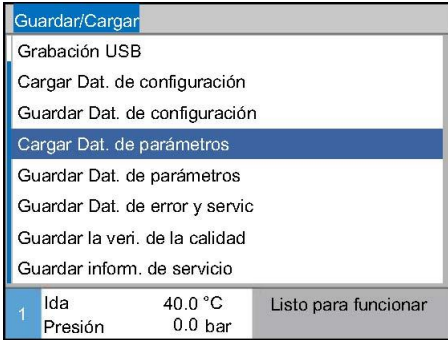 Guardar/Cargar
Grabación USB
Cargar Dat. de configuración
Guardar Dat. de configuración
Cargar Dat. de parámetros
Guardar Dat. de parámetros
Guardar Dat. de error y servic
Guardar la veri. de la calidad
Guardar inform. de servicio
1 Ida 40.0 °C Listo para funcionar
Presión 0.0 bar